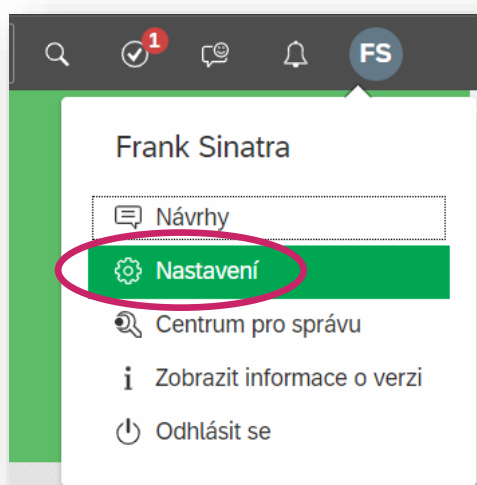 1
FS
Frank Sinatra
Návrhy
Nastavení
Centrum pro správu
Zobrazit informace o verzi
Odhlásit se